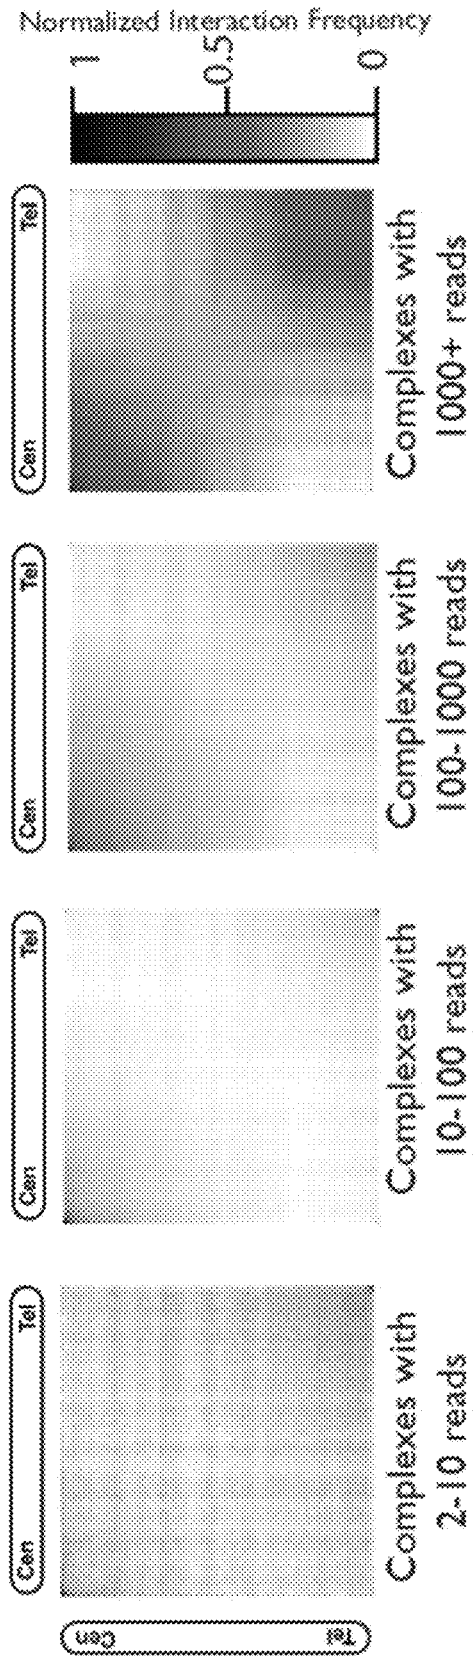 Cen Tel
Cen Tel
Complexes with
2-10 reads
Cen Tel
Complexes with
10-100 reads
Cen Tel
Complexes with
100-1000 reads
Cen Tel
Complexes with
1000+ reads
Normalized Interaction Frequency
1
0.5
0